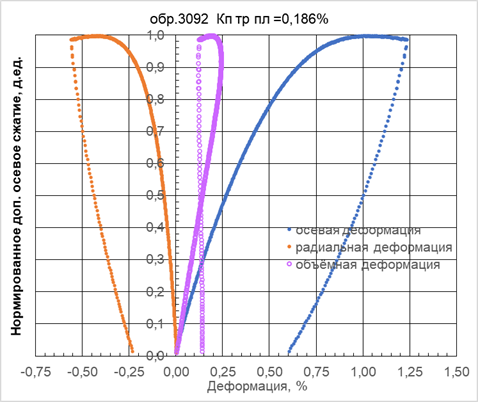 обр.3092 Кп тр пл =0,186%
Нормированное доп. осевое сжатие, д.ед.
1,0
0,9
0,8
0,7
0,6
0,5
0,4
0,3
0,2
0,1
0,0
осевая деформация
радиальная деформация
объёмная деформация
-0,75 -0,50 -0,25 0,00 0,25 0,50 0,75 1,00 1,25 1,50
Деформация, %